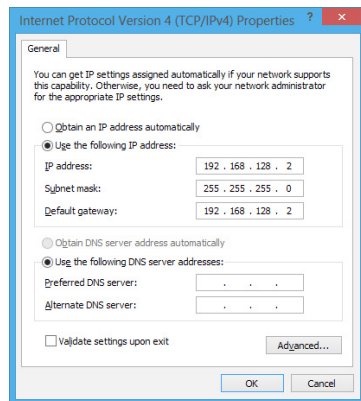 Internet Protocol Version 4 (TCP/IPv4) Properties ? ×
General
You can get IP settings assigned automatically if your network supports
this capability. Otherwise, you need to ask your network administrator
for the appropriate IP settings.
Obtain an IP address automatically
Use the following IP address:
IP address: 192 . 168 . 128 . 2
Subnet mask: 255 . 255 . 255 . 0
Default gateway: 192 . 168 . 128 . 2
Obtain DNS server address automatically
Use the following DNS server addresses:
Preferred DNS server: . . .
Alternate DNS server: . . .
Validate settings upon exit
Advanced...
OK Cancel